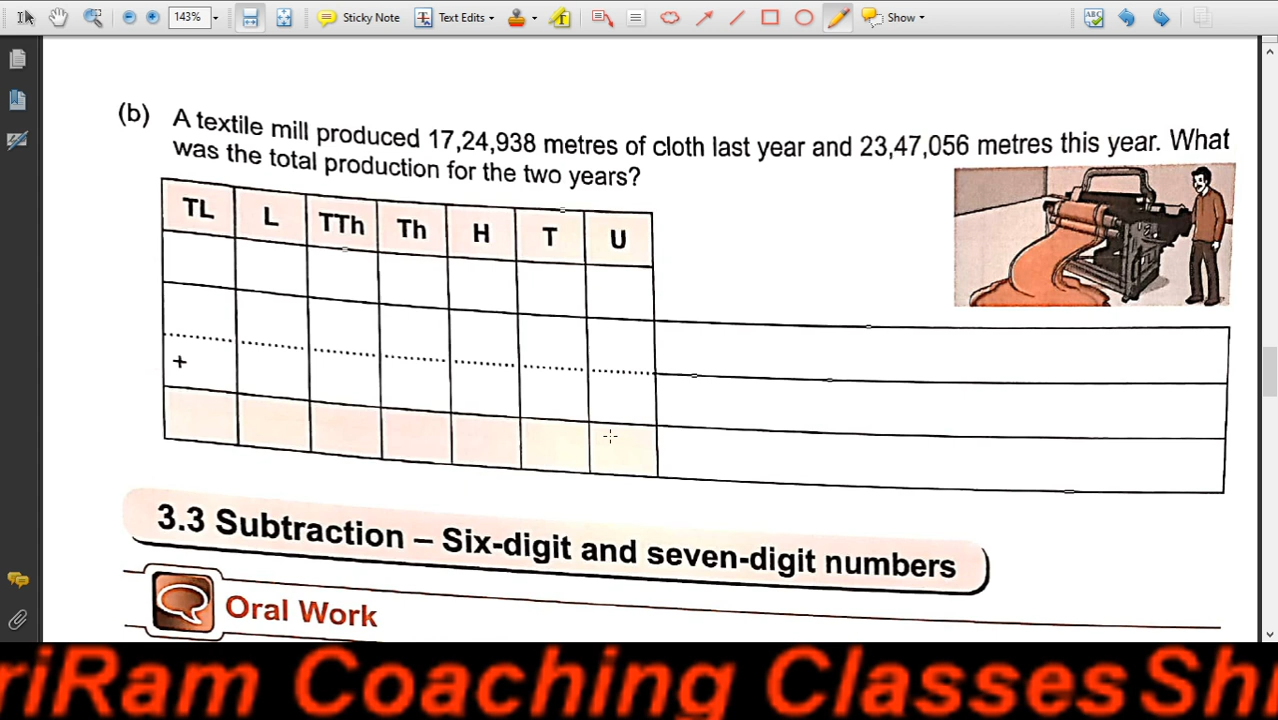 143%
Sticky Note
Text Edits
Show
(b) A textile mill produced 17,24,938 metres of cloth last year and 23,47,056 metres this year. What
was the total production for the two years?
TL L TTh Th H T U
+
3.3 Subtraction – Six-digit and seven-digit numbers
Oral Work
riRam Coaching Classes Shi